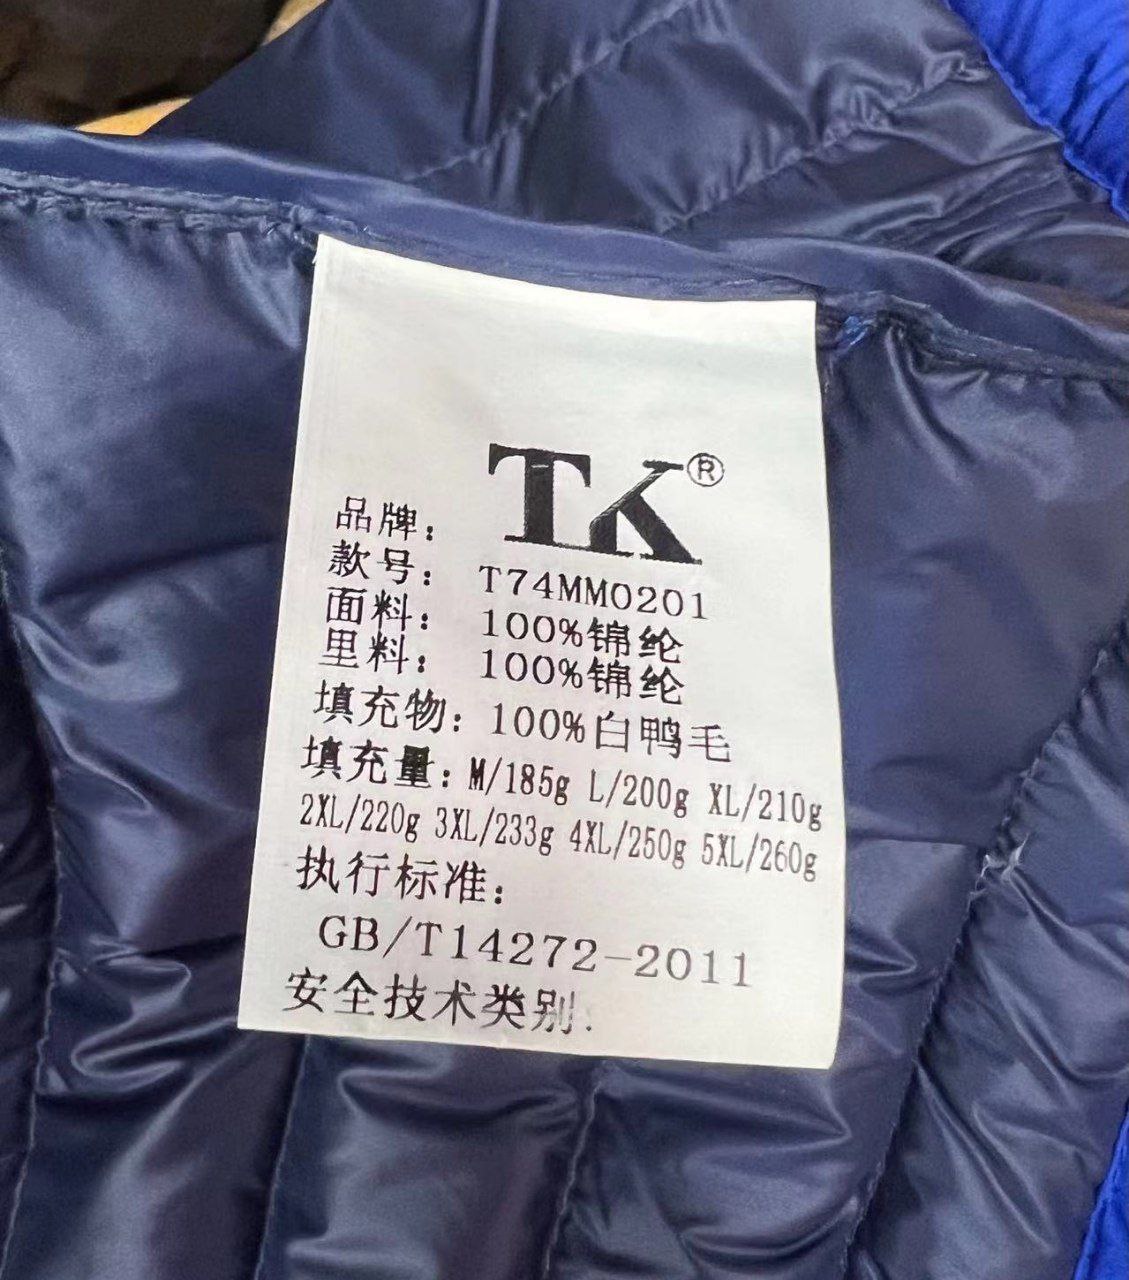 TK®
品牌：
款号： T74MM0201
面料： 100%锦纶
里料： 100%锦纶
填充物：100%白鸭毛
填充量：M/185g L/200g XL/210g
2XL/220g 3XL/233g 4XL/250g 5XL/260g
执行标准：
GB/T14272-2011
安全技术类别: